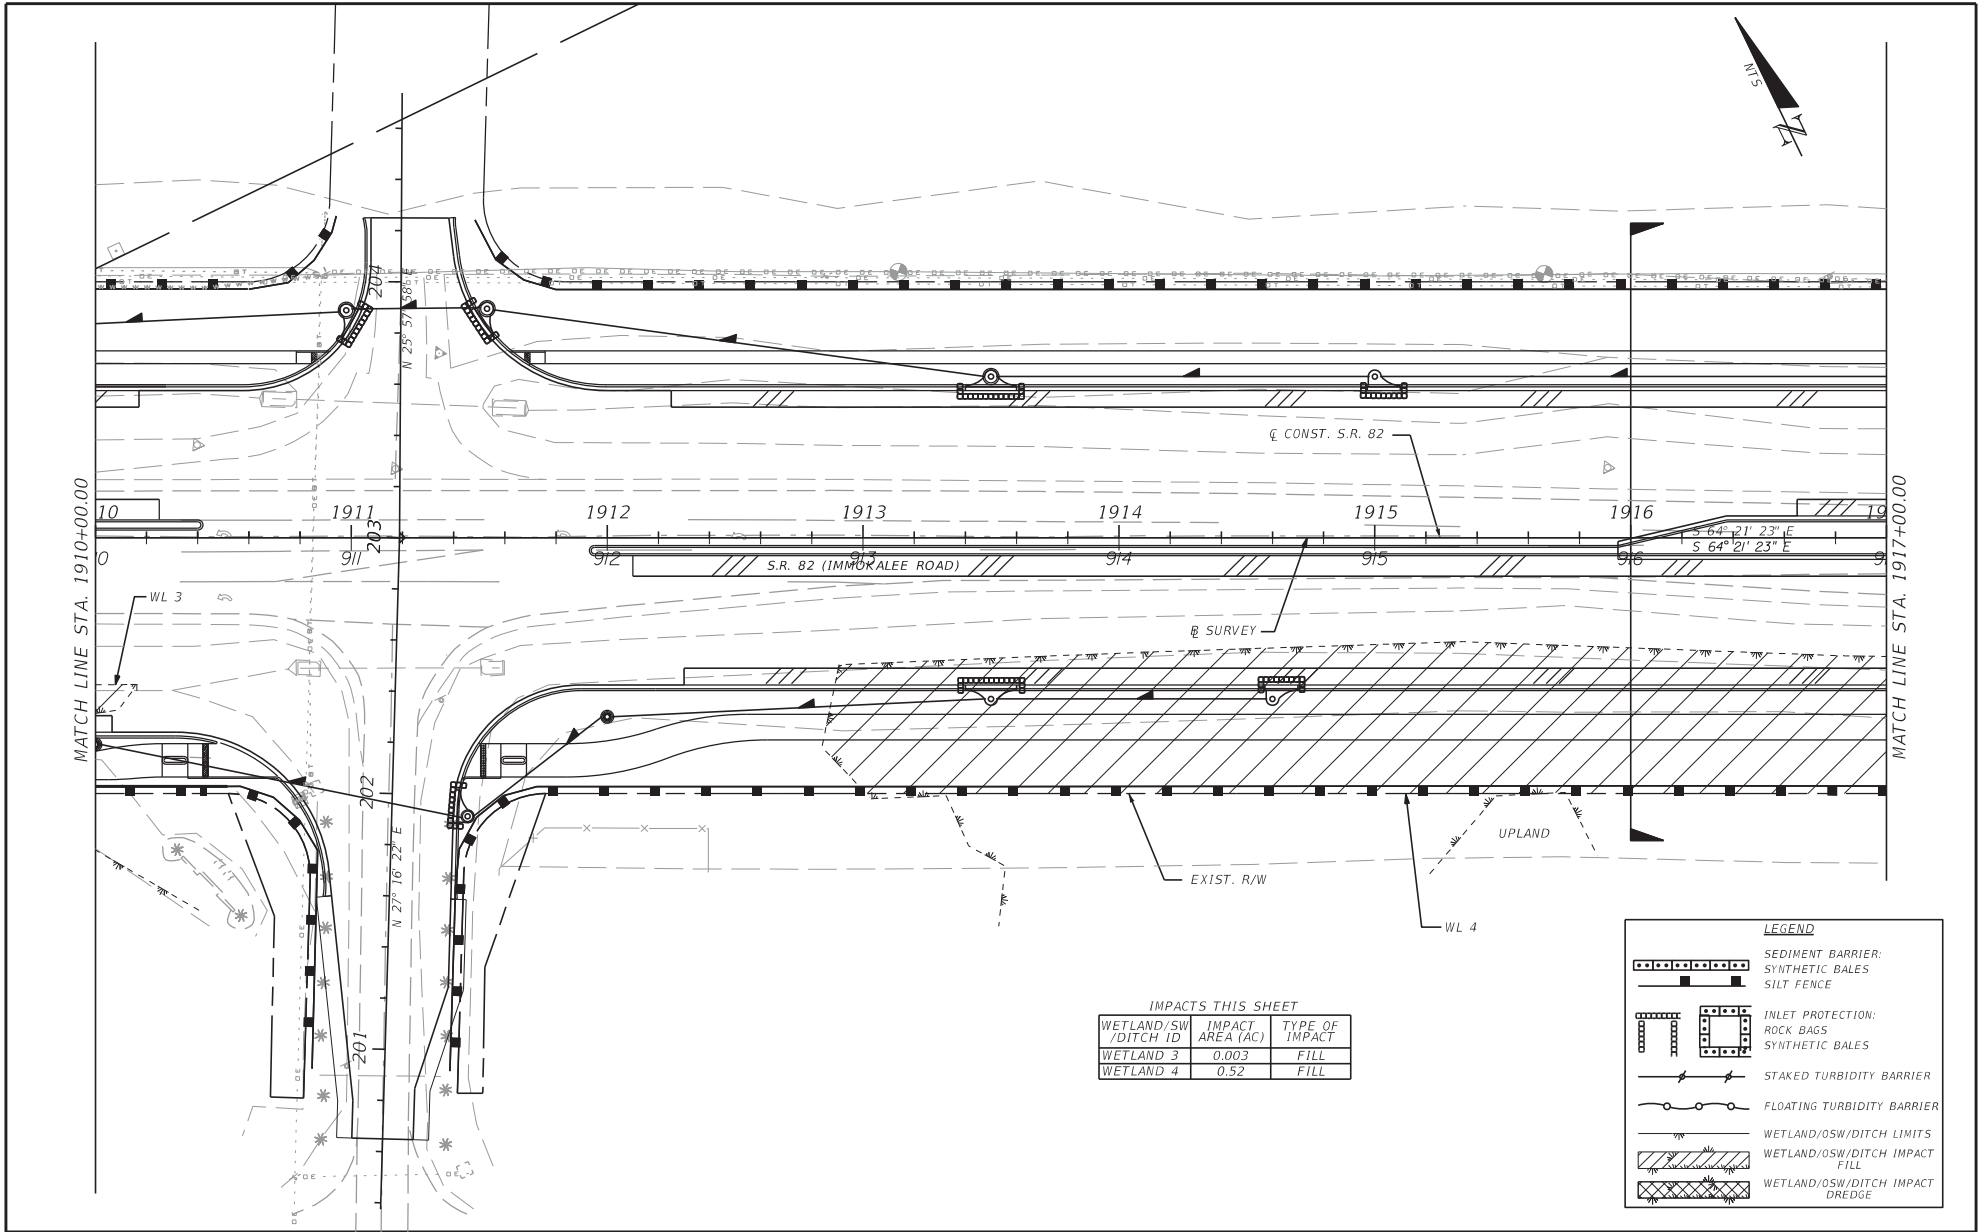 NTS
N
MATCH LINE STA. 1910+00.00
MATCH LINE STA. 1917+00.00
204
N 25° 57' 58" E
℄ CONST. S.R. 82
10
1911
1912
1913
1914
1915
1916
19
203
S 64° 21' 23" E
S 64° 21' 23" E
911
912
913
914
915
916
S.R. 82 (IMMOKALEE ROAD)
WL 3
B SURVEY
202
N 27° 16' 22" E
UPLAND
EXIST. R/W
WL 4
201
IMPACTS THIS SHEET
WETLAND/SW IMPACT TYPE OF
/DITCH ID AREA (AC) IMPACT
WETLAND 3 0.003 FILL
WETLAND 4 0.52 FILL
LEGEND
SEDIMENT BARRIER:
SYNTHETIC BALES
SILT FENCE
INLET PROTECTION:
ROCK BAGS
SYNTHETIC BALES
STAKED TURBIDITY BARRIER
FLOATING TURBIDITY BARRIER
WETLAND/OSW/DITCH LIMITS
WETLAND/OSW/DITCH IMPACT
FILL
WETLAND/OSW/DITCH IMPACT
DREDGE